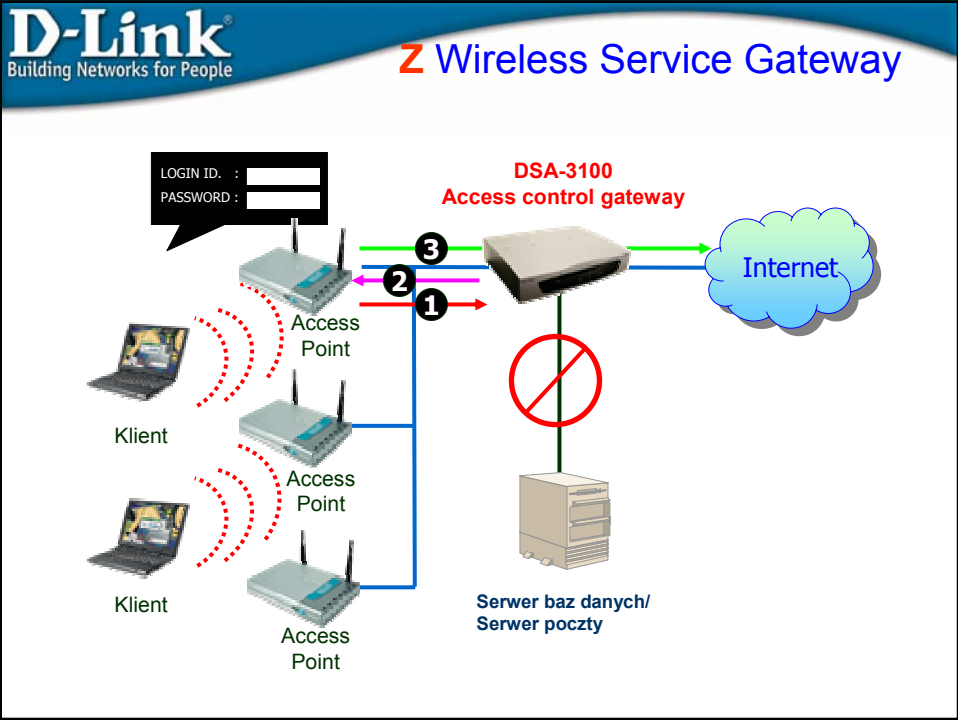 D-Link®
Building Networks for People
Z Wireless Service Gateway
LOGIN ID. :
PASSWORD :
DSA-3100
Access control gateway
3
2
1
Internet
Access
Point
Klient
Access
Point
Klient
Access
Point
Serwer baz danych/
Serwer poczty